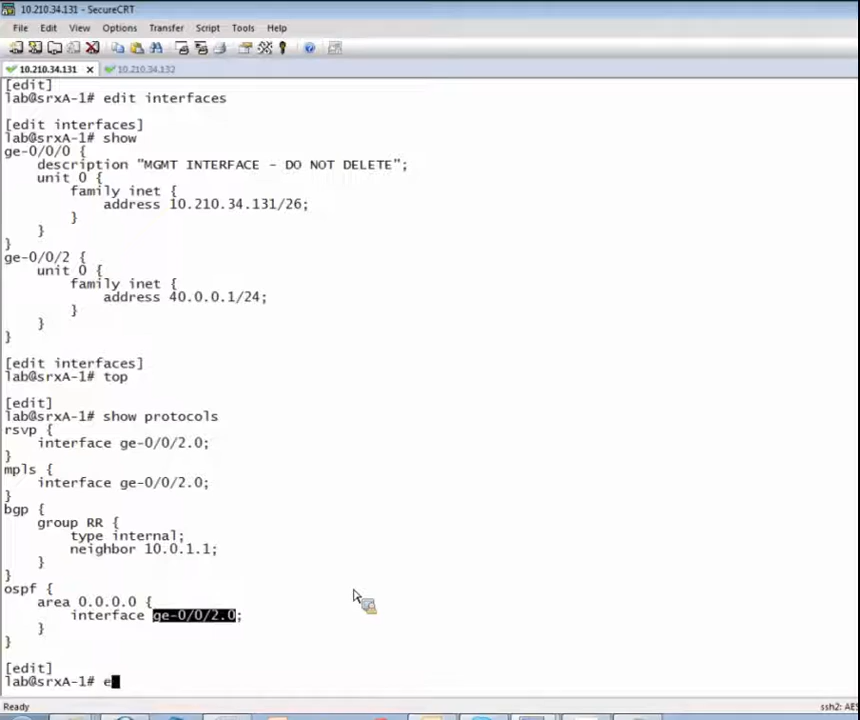 10.210.34.131 - SecureCRT
File Edit View Options Transfer Script Tools Help
10.210.34.131 x 10.210.34.132
[edit]
lab@srxA-1# edit interfaces
[edit interfaces]
lab@srxA-1# show
ge-0/0/0 {
description "MGMT INTERFACE - DO NOT DELETE";
unit 0 {
family inet {
address 10.210.34.131/26;
}
}
}
ge-0/0/2 {
unit 0 {
family inet {
address 40.0.0.1/24;
}
}
}
[edit interfaces]
lab@srxA-1# top
[edit]
lab@srxA-1# show protocols
rsvp {
interface ge-0/0/2.0;
}
mpls {
interface ge-0/0/2.0;
}
bgp {
group RR {
type internal;
neighbor 10.0.1.1;
}
}
ospf {
area 0.0.0.0 {
interface ge-0/0/2.0;
}
}
[edit]
lab@srxA-1# e
Ready ssh2: AES